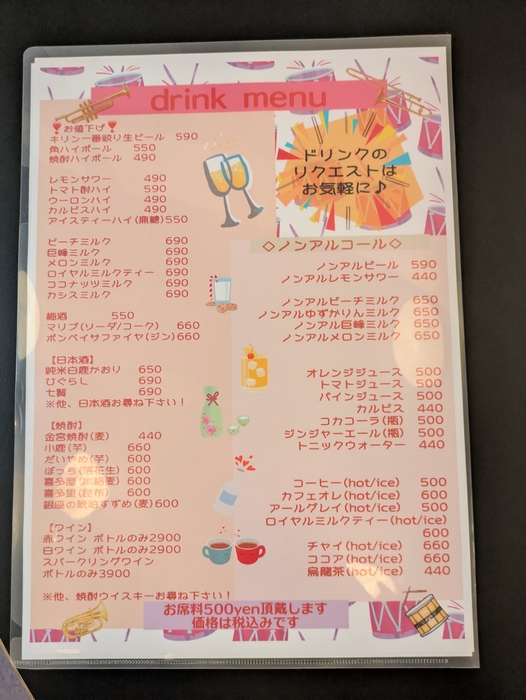 drink menu
❣お値下げ❣
キリン一番搾り生ビール 590
角ハイボール 550
焼酎ハイボール 490
レモンサワー 490
トマト酎ハイ 590
ウーロンハイ 490
カルピスハイ 490
アイスティーハイ(無糖)550
ピーチミルク 690
巨峰ミルク 690
メロンミルク 690
ロイヤルミルクティー 690
ココナッツミルク 690
カシスミルク 690
梅酒 550
マリブ(ソーダ/コーク) 660
ボンベイサファイヤ(ジン)660
【日本酒】
純米白鹿かおり 650
ひぐらし 690
七賢 690
※他、日本酒お尋ね下さい!
【焼酎】
金宮焼酎(麦) 440
小鹿(芋) 660
だいやめ(芋) 600
ぼっち(落花生) 600
喜多屋 麦) 600
喜多里(昆布) 600
銀座の琥珀すずめ(麦)600
【ワイン】
赤ワイン ボトルのみ2900
白ワイン ボトルのみ2900
スパークリングワイン
ボトルのみ3900
※他、焼酎ウイスキーお尋ね下さい!
ドリンクの
リクエストは
お気軽に♪
◇ノンアルコール◇
ノンアルビール 590
ノンアルレモンサワー 440
ノンアルピーチミルク 650
ノンアルゆずかりんミルク 650
ノンアル巨峰ミルク 650
ノンアルメロンミルク 650
オレンジジュース 500
トマトジュース 500
パインジュース 500
カルピス 440
コカコーラ(瓶) 500
ジンジャーエール(瓶) 500
トニックウォーター 440
コーヒー(hot/ice) 500
カフェオレ(hot/ice) 600
アールグレイ(hot/ice) 500
ロイヤルミルクティー(hot/ice)
600
チャイ(hot/ice) 660
ココア(hot/ice) 660
烏龍茶(hot/ice) 440
お席料500yen頂戴します
価格は税込みです